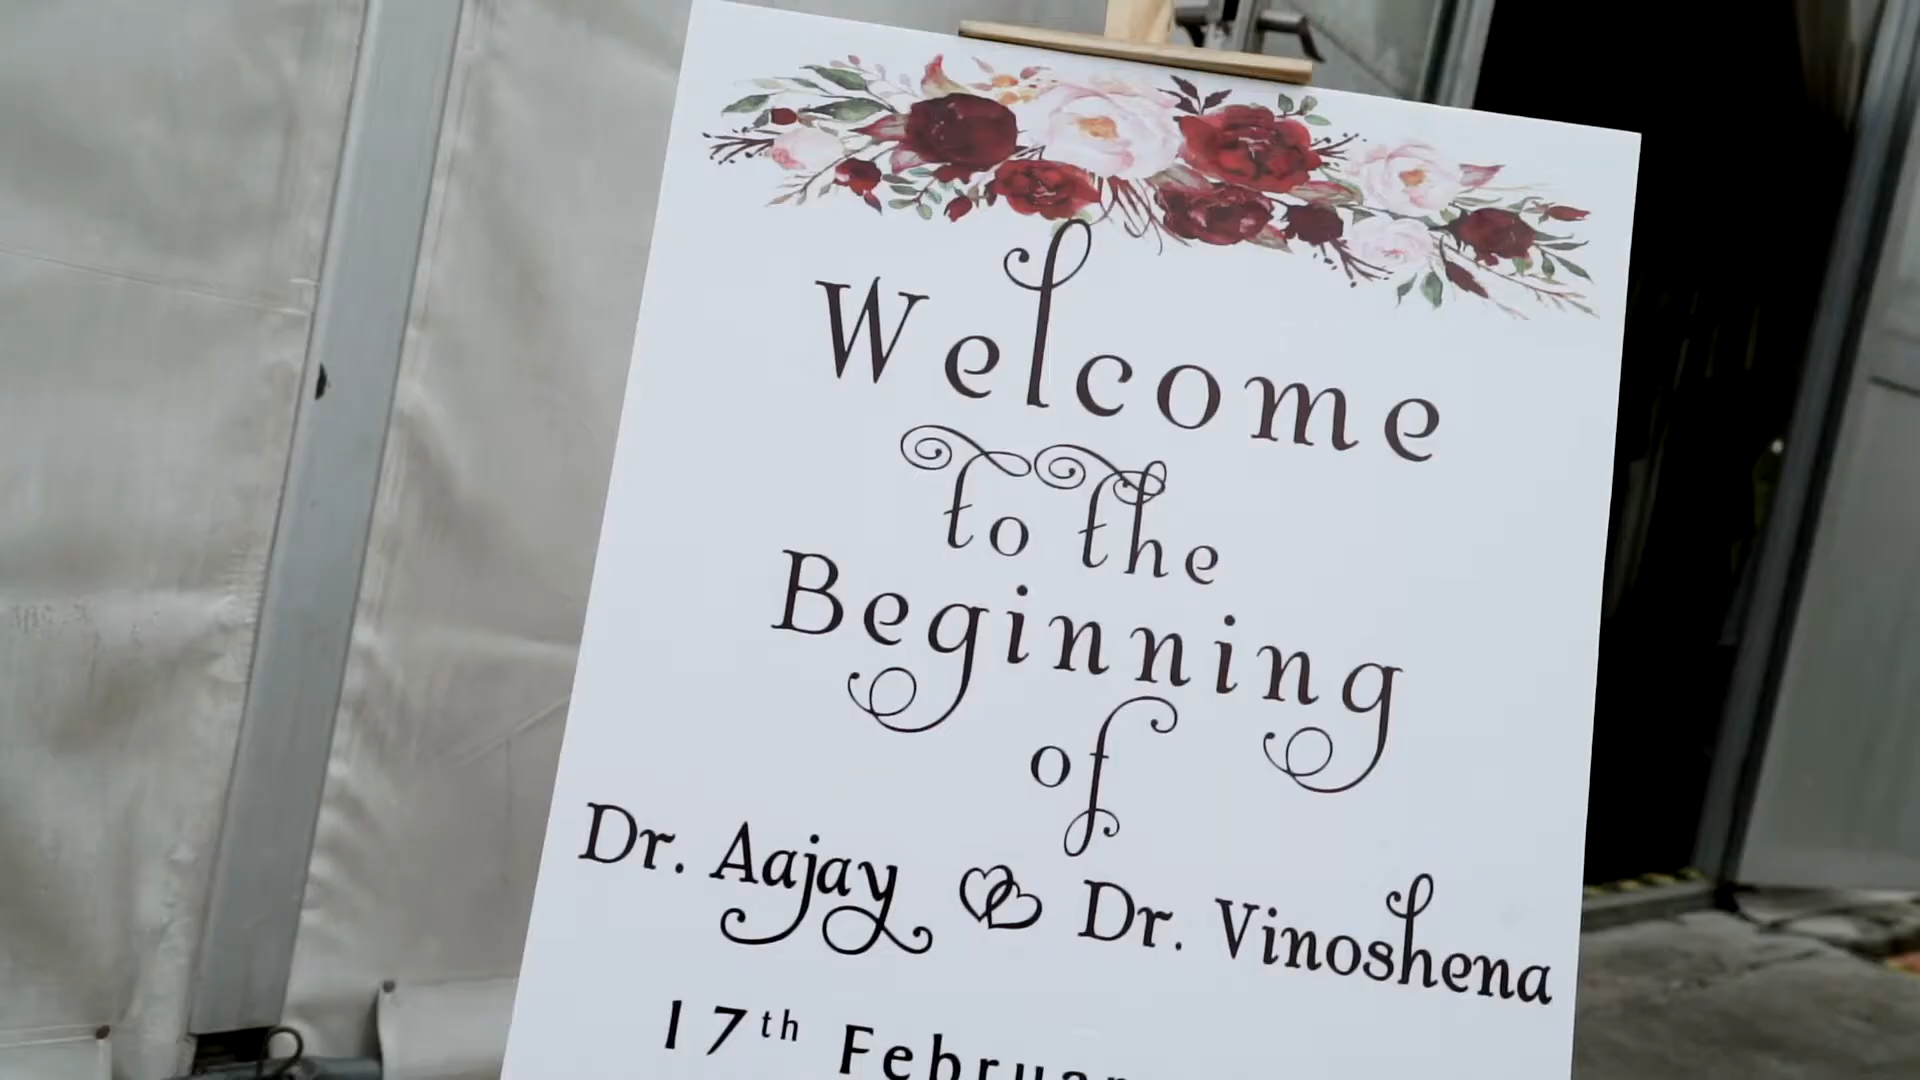 Welcome
to the
Beginning
of
Dr. Aajay Dr. Vinoshena
17th